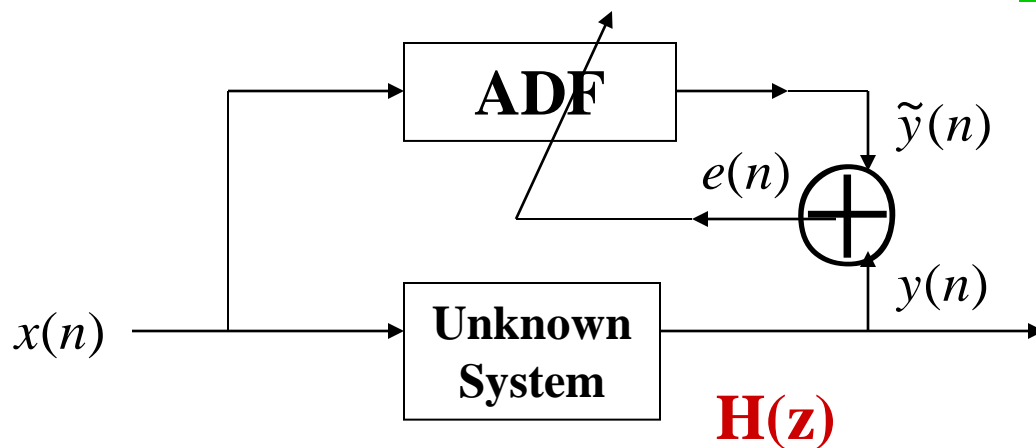 ADF
ỹ(n)
e(n)
y(n)
x(n)
Unknown
System
H(z)